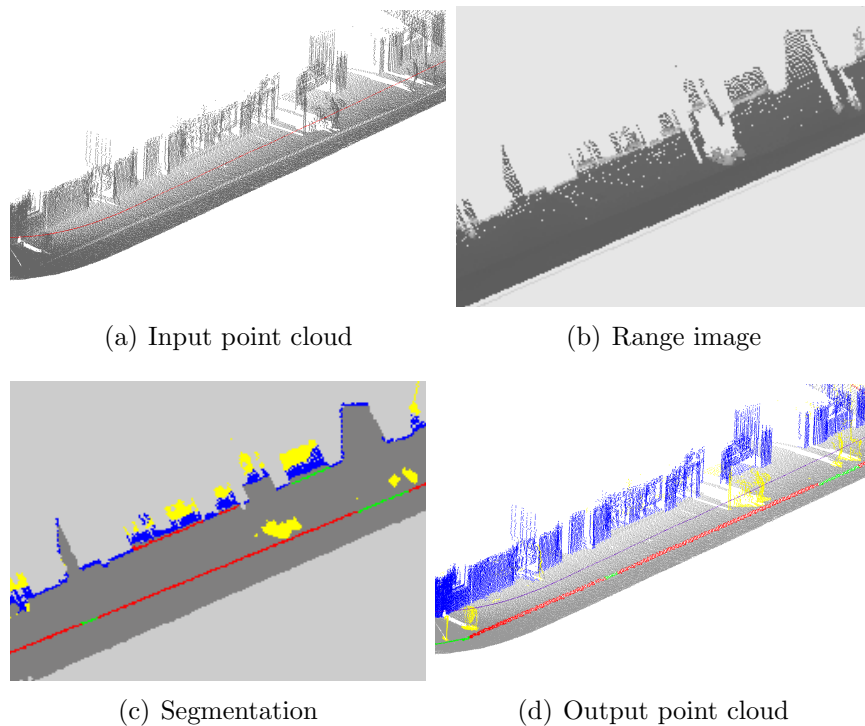 (a) Input point cloud
(b) Range image
(c) Segmentation
(d) Output point cloud